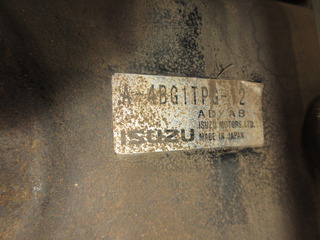 A-4BG1TPG-12
AD AB
ISUZU MOTORS, LTD.
ISUZU MADE IN JAPAN